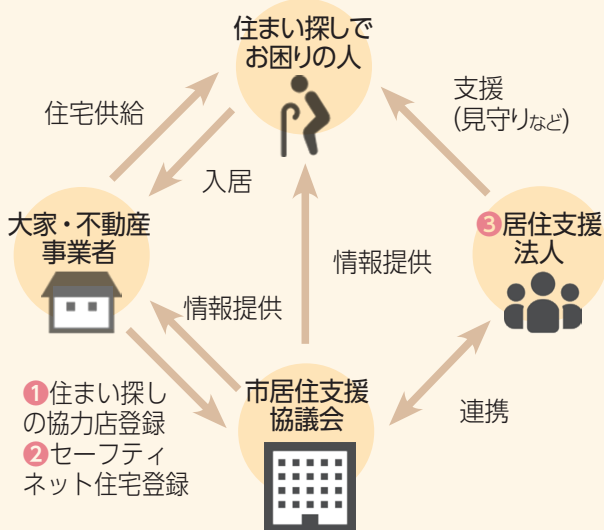 住まい探しで
お困りの人
住宅供給
支援
(見守りなど)
入居
大家・不動産
事業者
❸居住支援
法人
情報提供
情報提供
❶住まい探し
の協力店登録
❷セーフティ
ネット住宅登録
市居住支援
協議会
連携